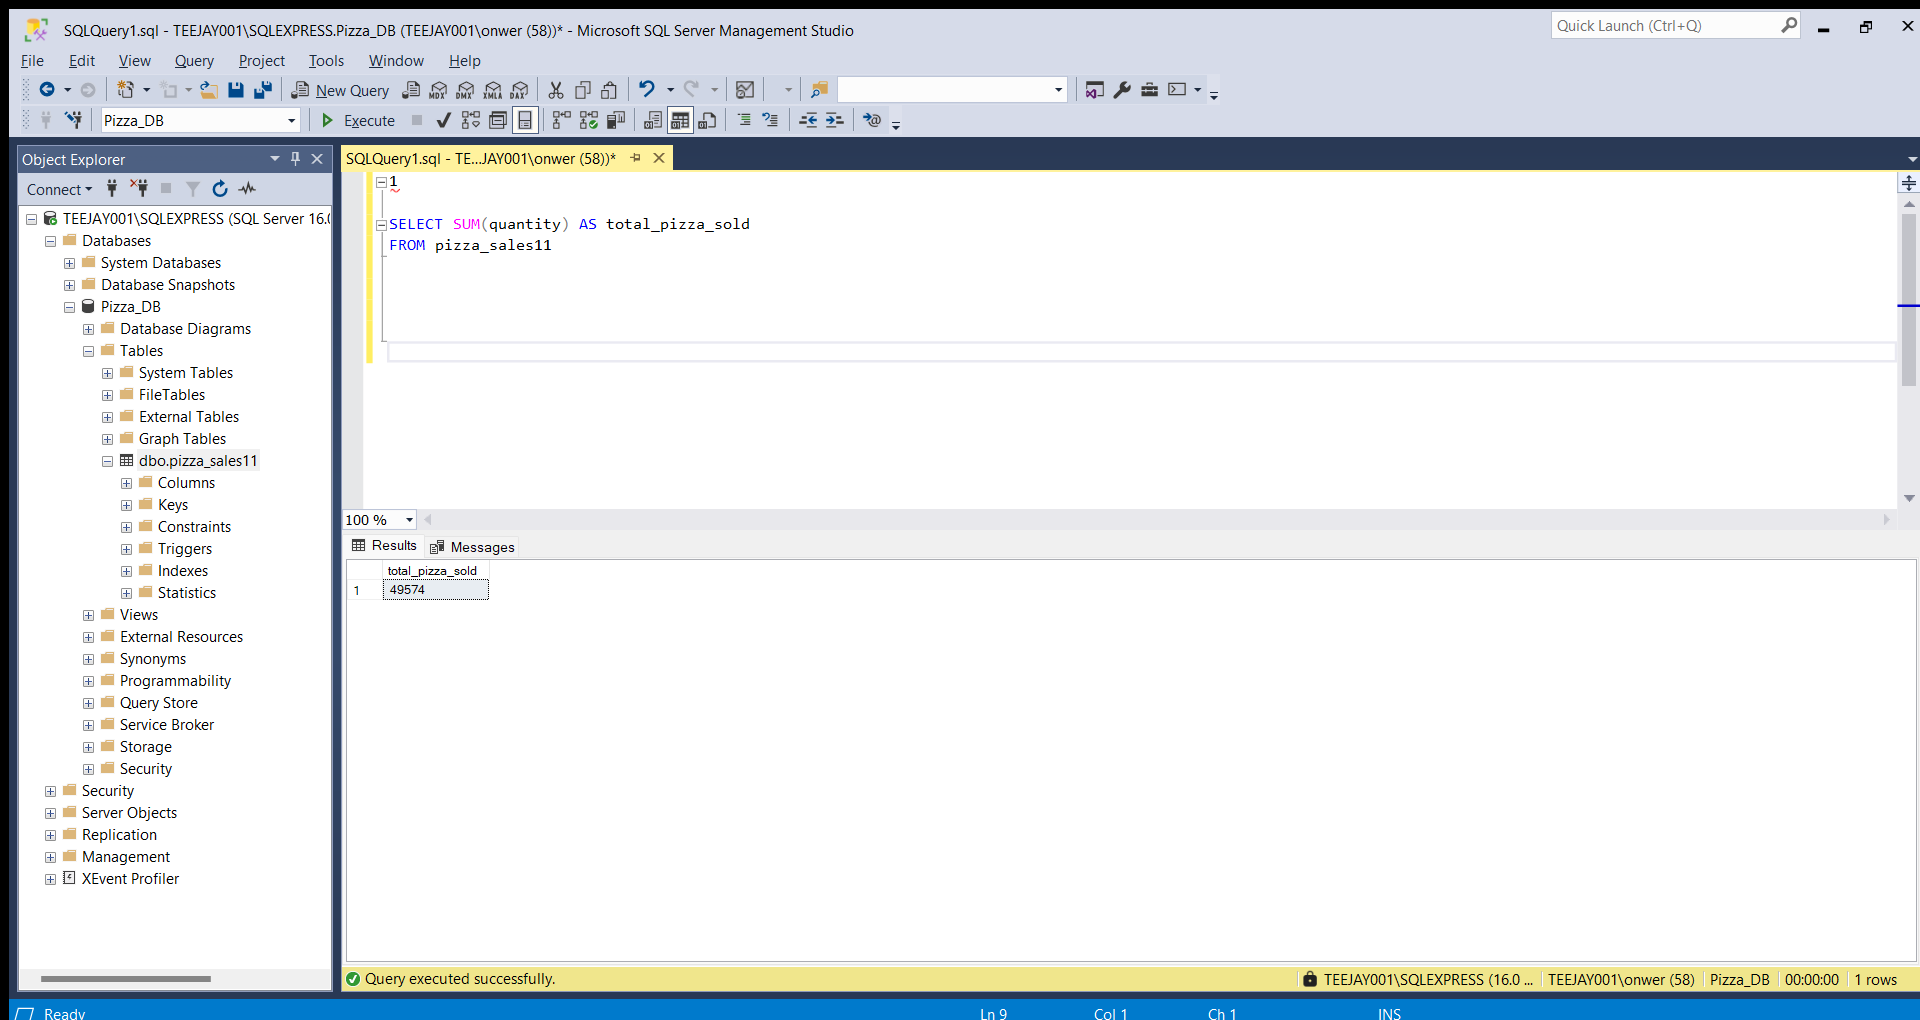 SQLQuery1.sql - TEEJAY001\SQLEXPRESS.Pizza_DB (TEEJAY001\onwer (58))* - Microsoft SQL Server Management Studio
Quick Launch (Ctrl+Q)
File Edit View Query Project Tools Window Help
New Query MDX DMX XMLA DAX
Pizza_DB Execute
Object Explorer
Connect
TEEJAY001\SQLEXPRESS (SQL Server 16.0
Databases
System Databases
Database Snapshots
Pizza_DB
Database Diagrams
Tables
System Tables
FileTables
External Tables
Graph Tables
dbo.pizza_sales11
Columns
Keys
Constraints
Triggers
Indexes
Statistics
Views
External Resources
Synonyms
Programmability
Query Store
Service Broker
Storage
Security
Security
Server Objects
Replication
Management
XEvent Profiler
SQLQuery1.sql - TE...JAY001\onwer (58))*
1
SELECT SUM(quantity) AS total_pizza_sold
FROM pizza_sales11
100 %
Results Messages
total_pizza_sold
1 49574
Query executed successfully.
TEEJAY001\SQLEXPRESS (16.0 ... TEEJAY001\onwer (58) Pizza_DB 00:00:00 1 rows
Ready Ln 9 Col 1 Ch 1 INS